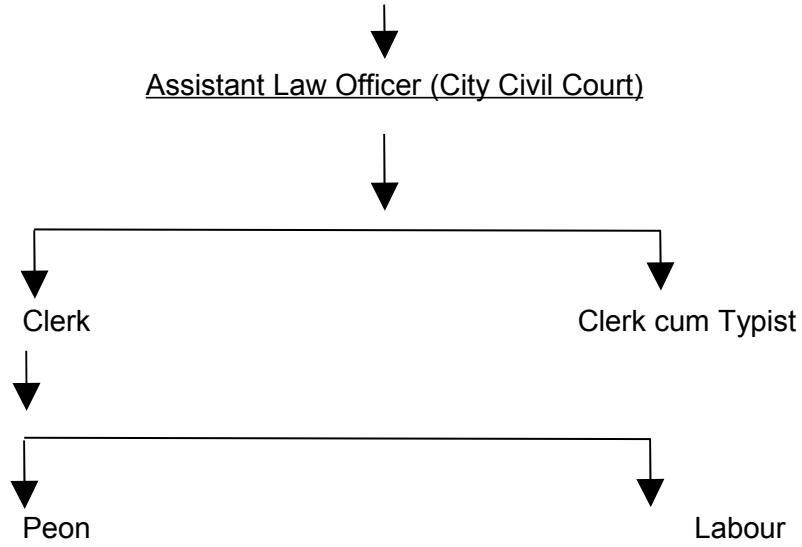 Assistant Law Officer (City Civil Court)
Clerk Clerk cum Typist
Peon Labour